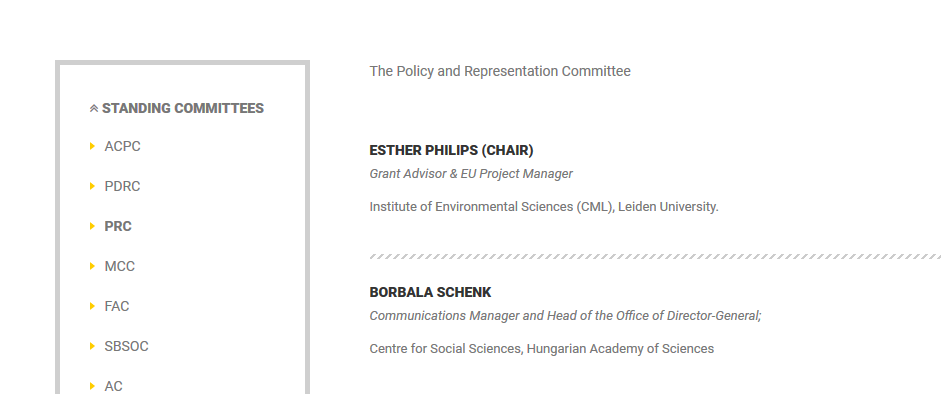 STANDING COMMITTEES
ACPC
PDRC
PRC
MCC
FAC
SBSOC
AC
The Policy and Representation Committee
ESTHER PHILIPS (CHAIR)
Grant Advisor & EU Project Manager
Institute of Environmental Sciences (CML), Leiden University.
BORBALA SCHENK
Communications Manager and Head of the Office of Director-General;
Centre for Social Sciences, Hungarian Academy of Sciences